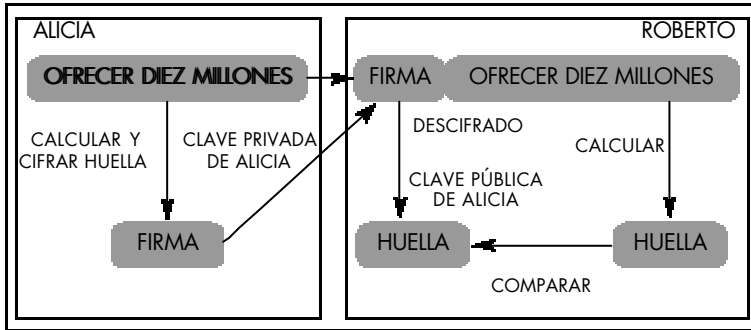 ALICIA
OFRECER DIEZ MILLONES
CALCULAR Y
CIFRAR HUELLA
CLAVE PRIVADA
DE ALICIA
FIRMA
ROBERTO
FIRMA
OFRECER DIEZ MILLONES
DESCIFRADO
CALCULAR
CLAVE PÚBLICA
DE ALICIA
HUELLA
HUELLA
COMPARAR